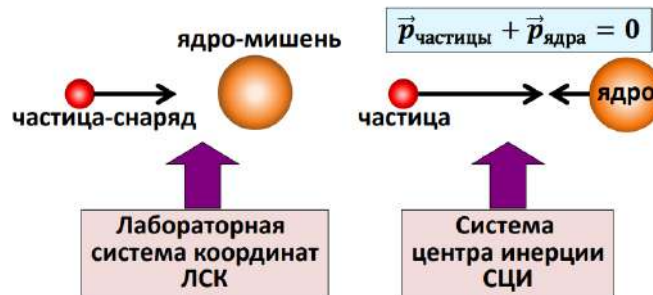 ядро-мишень
частица-снаряд
Лабораторная
система координат
ЛСК
p⃗частицы + p⃗ядра = 0
частица
ядро
Система
центра инерции
СЦИ